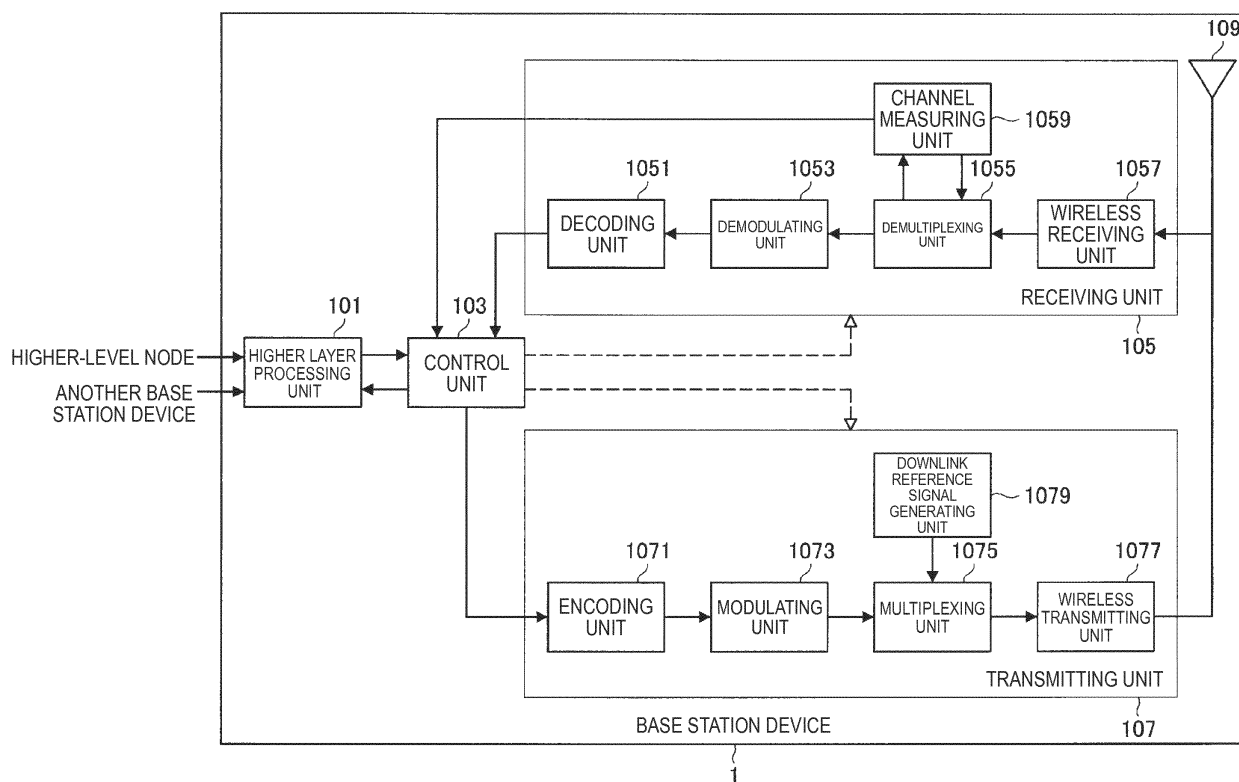 109
CHANNEL
MEASURING
UNIT
1059
1051
1053
1055
1057
DECODING
UNIT
DEMODULATING
UNIT
DEMULTIPLEXING
UNIT
WIRELESS
RECEIVING
UNIT
RECEIVING UNIT
105
101
103
HIGHER-LEVEL NODE
ANOTHER BASE
STATION DEVICE
HIGHER LAYER
PROCESSING
UNIT
CONTROL
UNIT
DOWNLINK
REFERENCE
SIGNAL
GENERATING
UNIT
1079
1071
1073
1075
1077
ENCODING
UNIT
MODULATING
UNIT
MULTIPLEXING
UNIT
WIRELESS
TRANSMITTING
UNIT
TRANSMITTING UNIT
107
BASE STATION DEVICE
1